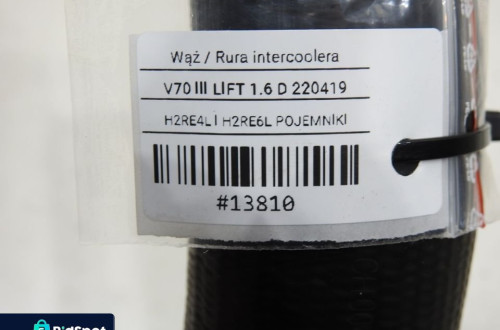 Wąż / Rura intercoolera
V70 III LIFT 1.6 D 220419
H2RE4L i H2RE6L POJEMNIKI
#13810